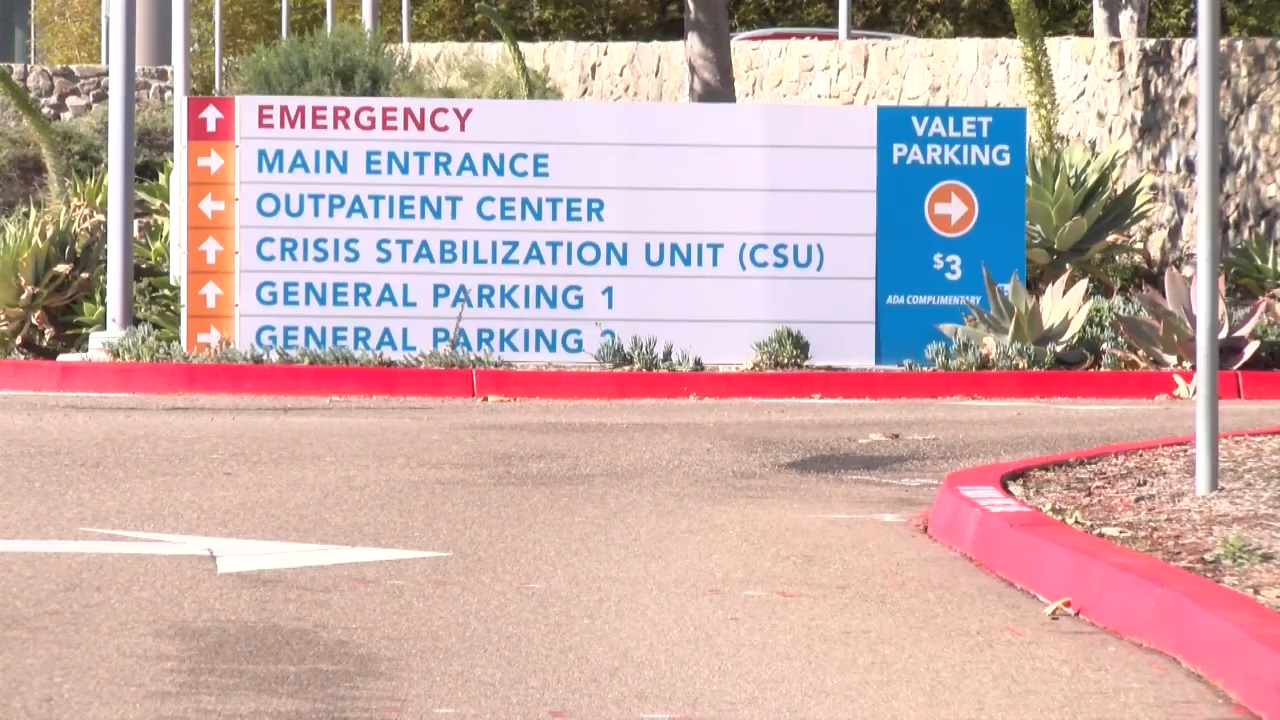 EMERGENCY
MAIN ENTRANCE
OUTPATIENT CENTER
CRISIS STABILIZATION UNIT (CSU)
GENERAL PARKING 1
GENERAL PARKING
VALET
PARKING
$3
ADA COMPLIMENTARY